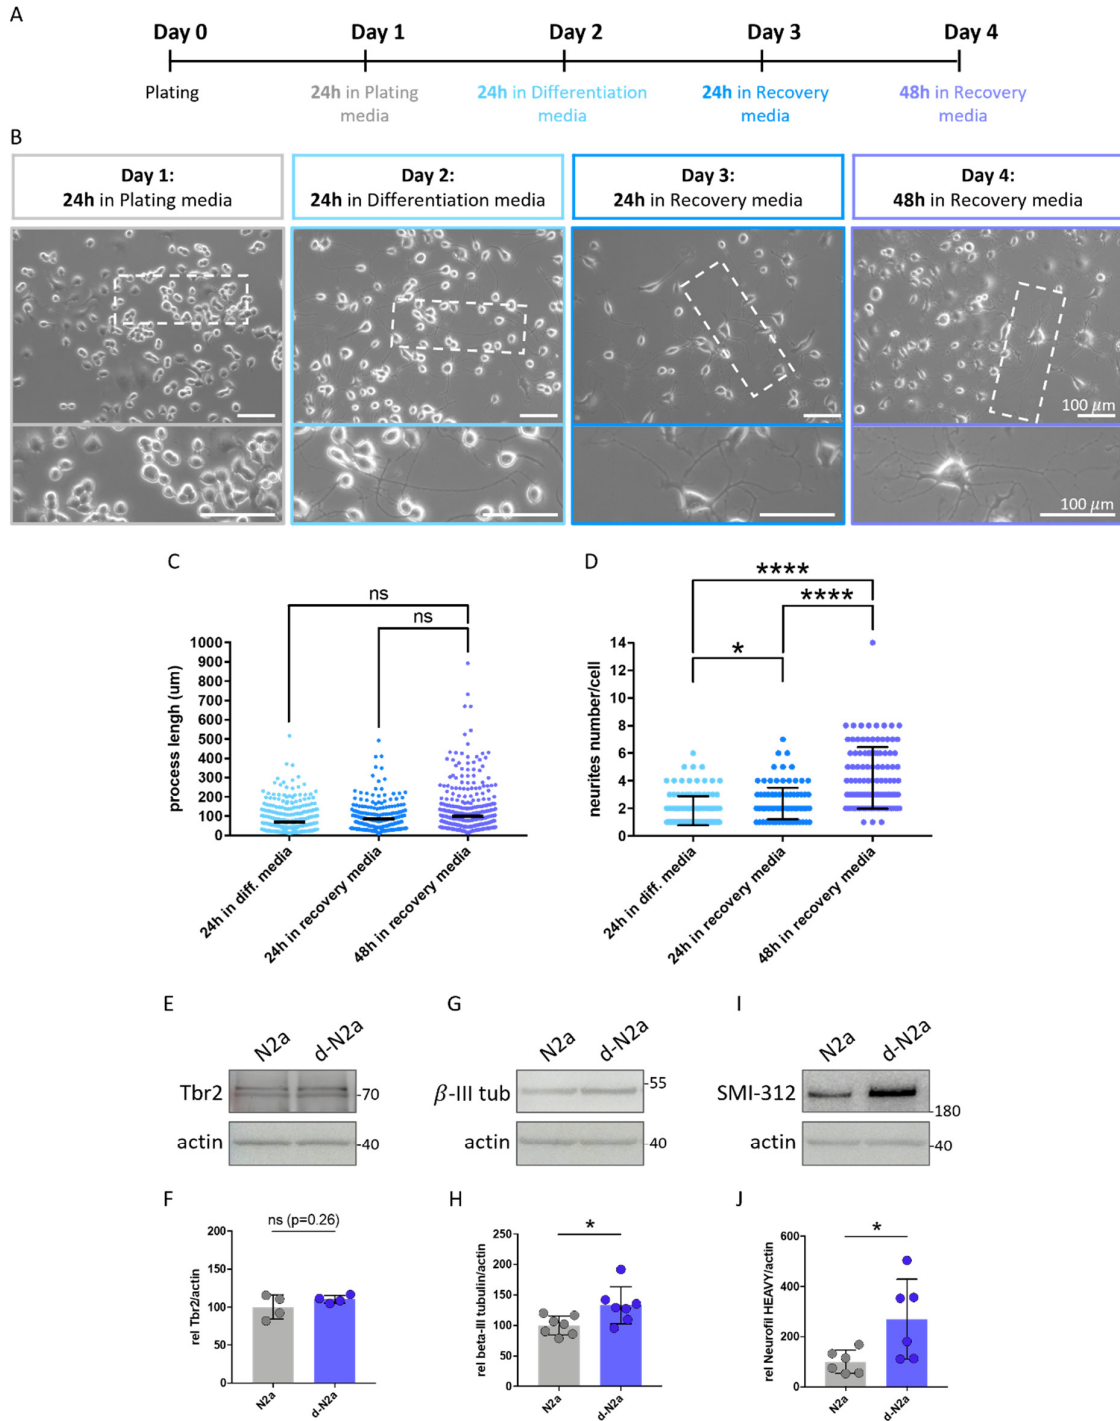 A
Day 0 Day 1 Day 2 Day 3 Day 4
Plating 24h in Plating 24h in Differentiation 24h in Recovery 48h in Recovery
media media media media
B
Day 1: Day 2: Day 3: Day 4:
24h in Plating media 24h in Differentiation media 24h in Recovery media 48h in Recovery media
100 μm
100 μm
C
ns
ns
process lengh (um)
1000
900
800
700
600
500
400
300
200
100
0
24h in diff. media
24h in recovery media
48h in recovery media
D
****
****
*
neurites number/cell
14
12
10
8
6
4
2
0
24h in diff. media
24h in recovery media
48h in recovery media
E
N2a d-N2a
Tbr2 -70
actin -40
G
N2a d-N2a
β-III tub -55
actin - 40
I
N2a d-N2a
SMI-312 -180
actin -40
F
ns (p=0.26)
rel Tbr2/actin
200
150
100
50
0
N2a
d-N2a
H
*
rel beta-III tubulin/actin
250
200
150
100
50
0
N2a
d-N2a
J
*
rel Neurofil HEAVY/actin
600
400
200
0
N2a
d-N2a